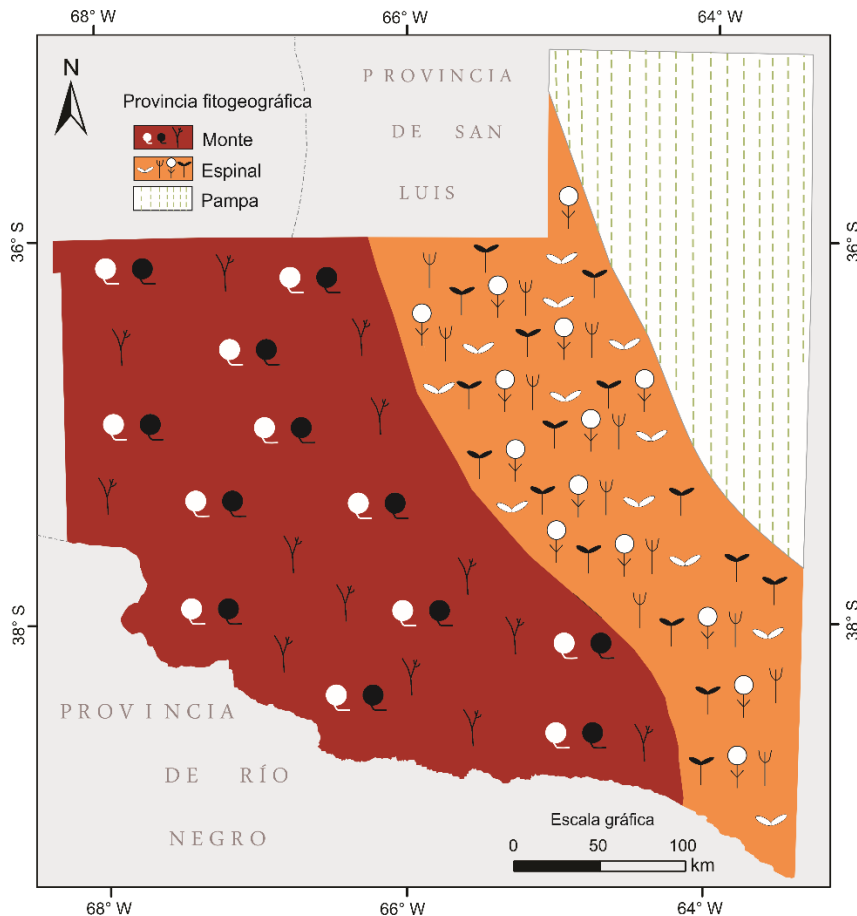 68° W 66° W 64° W
N
Provincia fitogeográfica
Monte
Espinal
Pampa
PROVINCIA
DE SAN
LUIS
36° S 36° S
38° S 38° S
PROVINCIA
DE RÍO
NEGRO
Escala gráfica
0 50 100
km
68° W 66° W 64° W